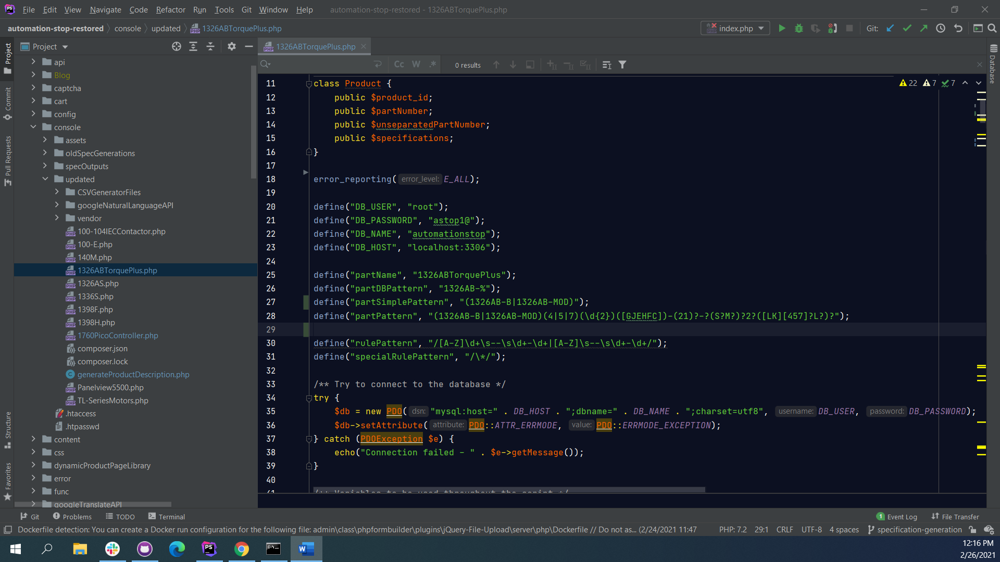 File Edit View Navigate Code Refactor Run Tools Git Window Help automation-stop-restored - 1326ABTorquePlus.php
automation-stop-restored console updated 1326ABTorquePlus.php index.php Git:
Project 1326ABTorquePlus.php
Cc W .* 0 results
Project
Commit
Pull Requests
Structure
Favorites
Database
api
Blog
captcha
cart
config
console
assets
oldSpecGenerations
specOutputs
updated
CSVGeneratorFiles
googleNaturalLanguageAPI
vendor
100-104IECContactor.php
100-E.php
140M.php
1326ABTorquePlus.php
1326AS.php
1336S.php
1398F.php
1398H.php
1760PicoController.php
composer.json
composer.lock
generateProductDescription.php
Panelview5500.php
TL-SeriesMotors.php
.htaccess
.htpasswd
content
css
dynamicProductPageLibrary
error
func
googleTranslateAPI
22 7 7
11 class Product {
12 public $product_id;
13 public $partNumber;
14 public $unseparatedPartNumber;
15 public $specifications;
16 }
17
18 error_reporting( error_level: E_ALL);
19
20 define("DB_USER", "root");
21 define("DB_PASSWORD", "astop1@");
22 define("DB_NAME", "automationstop");
23 define("DB_HOST", "localhost:3306");
24
25 define("partName", "1326ABTorquePlus");
26 define("partDBPattern", "1326AB-%");
27 define("partSimplePattern", "(1326AB-B|1326AB-MOD)");
28 define("partPattern", "(1326AB-B|1326AB-MOD)(4|5|7)(\d{2})([GJEHFC])-(21)?-?(S?M?)?2?([LK][457]?L?)?");
29
30 define("rulePattern", "/[A-Z]\d+\s--\s\d+-\d+|[A-Z]\s--\s\d+-\d+/");
31 define("specialRulePattern", "/\*/");
32
33 /** Try to connect to the database */
34 try {
35 $db = new PDO( dsn: "mysql:host=" . DB_HOST . ";dbname=" . DB_NAME . ";charset=utf8", username: DB_USER, password: DB_PASSWORD);
36 $db->setAttribute( attribute: PDO::ATTR_ERRMODE, value: PDO::ERRMODE_EXCEPTION);
37 } catch (PDOException $e) {
38 echo("Connection failed - " . $e->getMessage());
39 }
40
41 /** Variables to be used throughout the script */
Git Problems TODO Terminal 1 Event Log File Transfer
Dockerfile detection: You can create a Docker run configuration for the following file: admin\class\phpformbuilder\plugins\jQuery-File-Upload\server\php\Dockerfile // Do not as... (2/24/2021 11:47 PHP: 7.2 29:1 CRLF UTF-8 4 spaces specification-generation
12:16 PM
2/26/2021